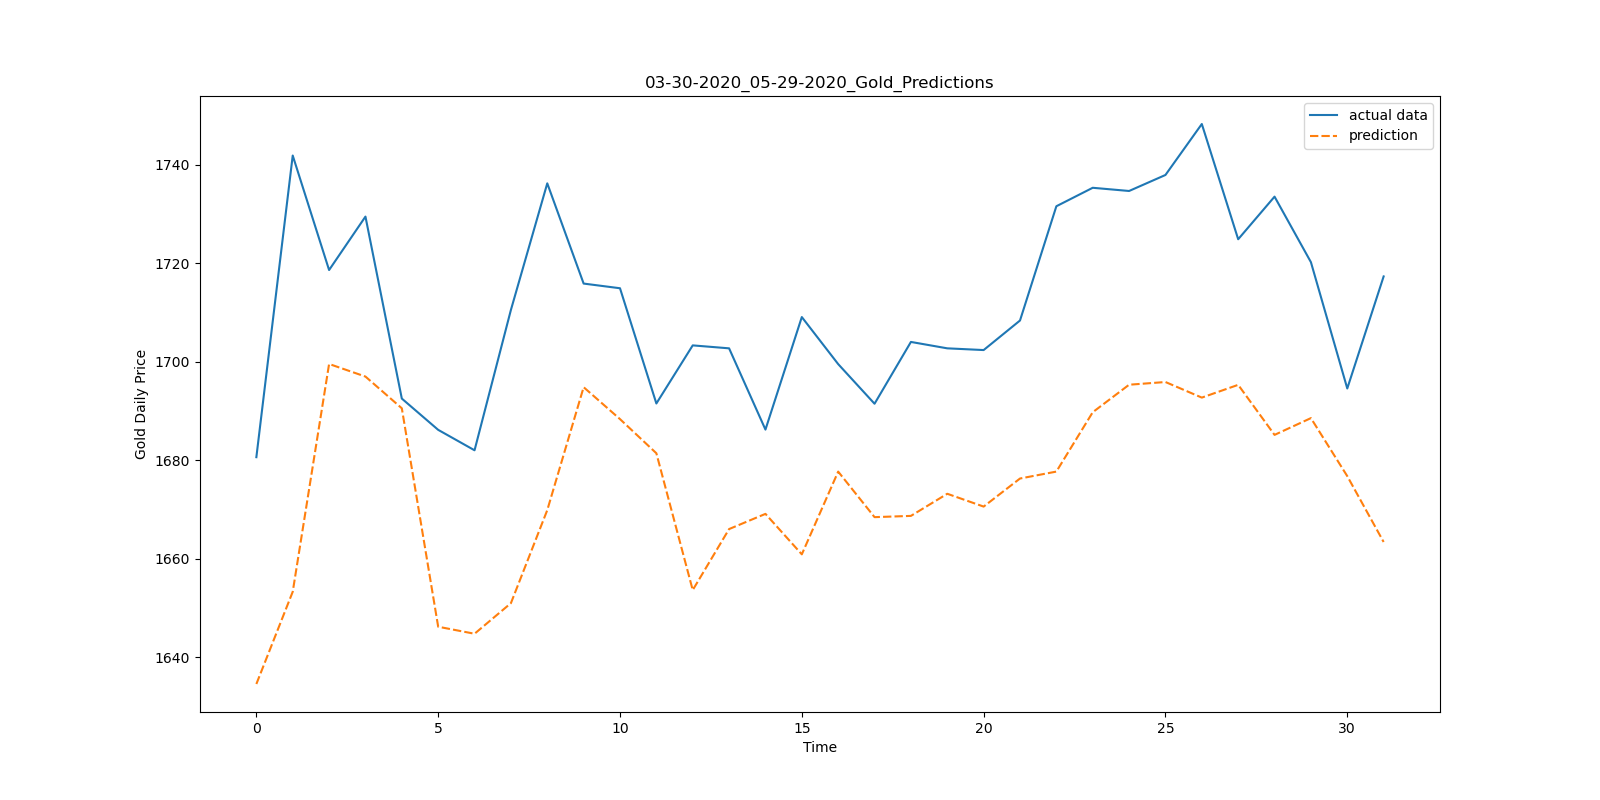 03-30-2020_05-29-2020_Gold_Predictions
actual data
prediction
Gold Daily Price
1740
1720
1700
1680
1660
1640
0 5 10 15 20 25 30
Time